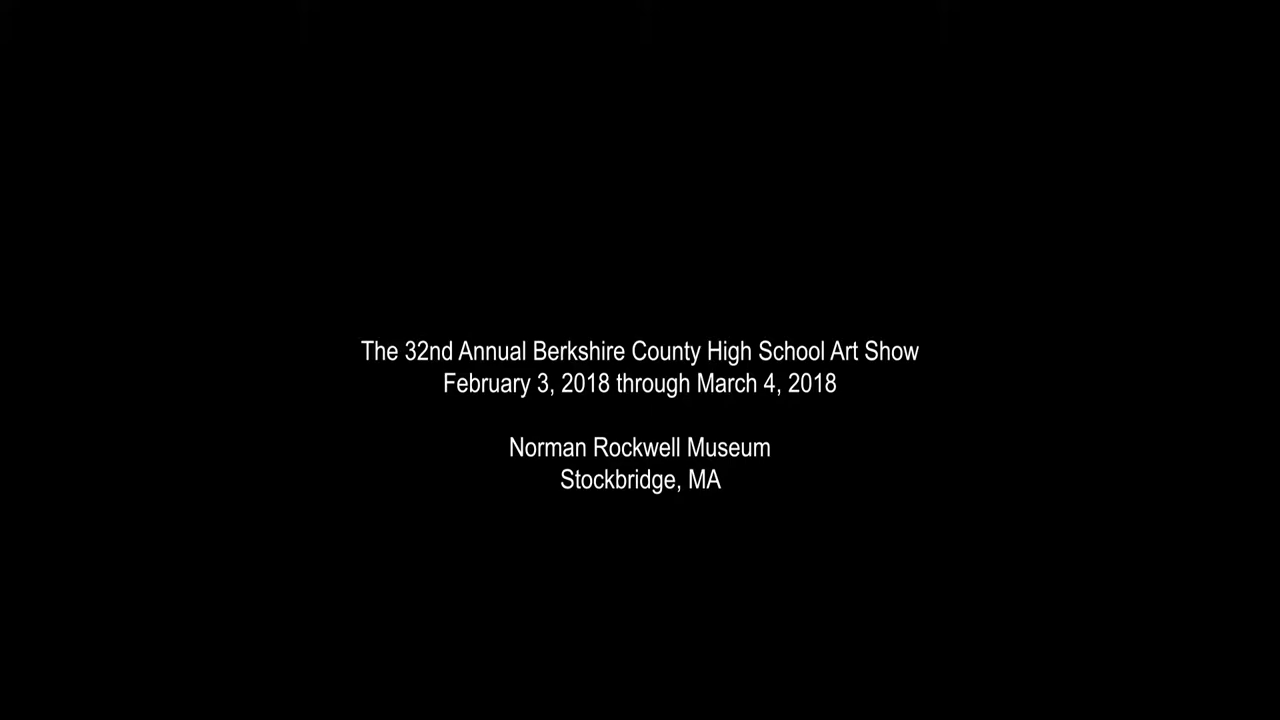 The 32nd Annual Berkshire County High School Art Show
February 3, 2018 through March 4, 2018
Norman Rockwell Museum
Stockbridge, MA